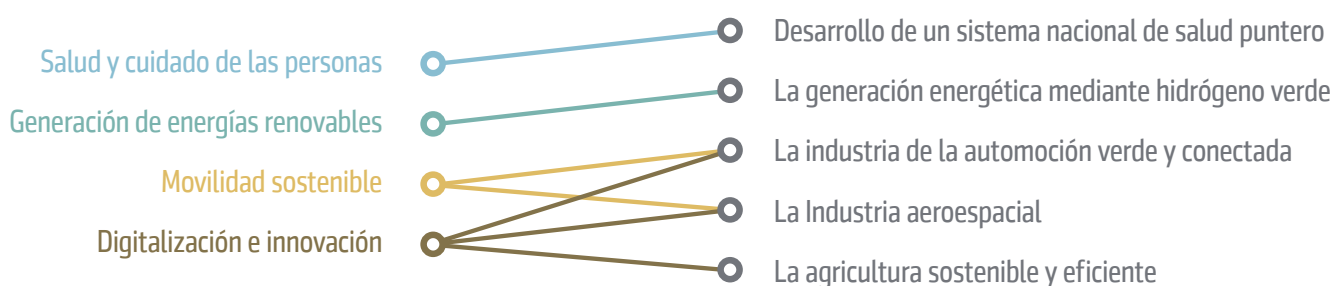 Salud y cuidado de las personas
Generación de energías renovables
Movilidad sostenible
Digitalización e innovación
Desarrollo de un sistema nacional de salud puntero
La generación energética mediante hidrógeno verde
La industria de la automoción verde y conectada
La Industria aeroespacial
La agricultura sostenible y eficiente